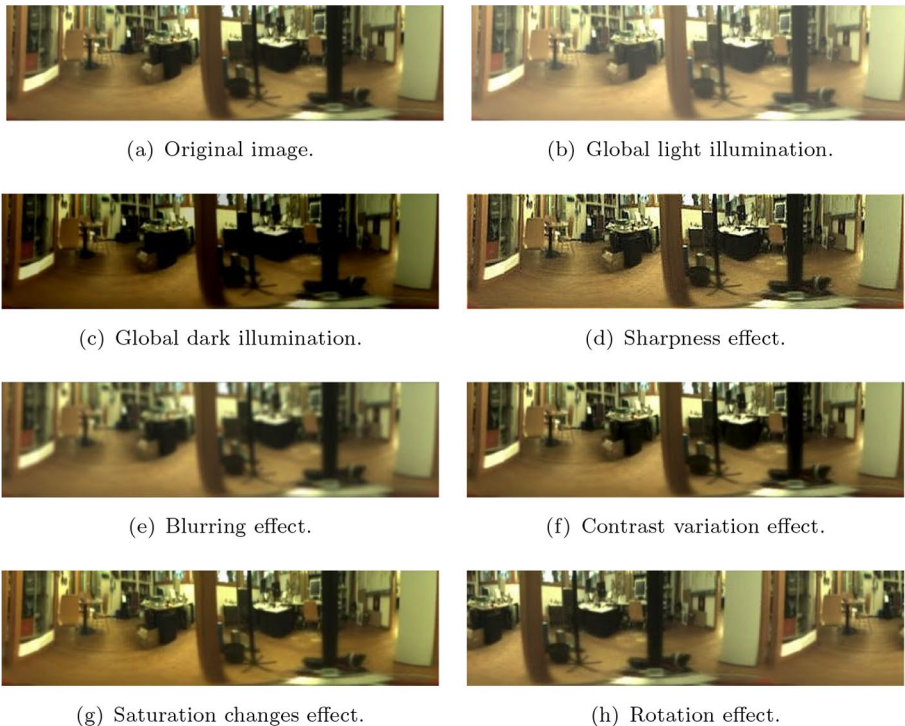 (a) Original image.
(b) Global light illumination.
(c) Global dark illumination.
(d) Sharpness effect.
(e) Blurring effect.
(f) Contrast variation effect.
(g) Saturation changes effect.
(h) Rotation effect.